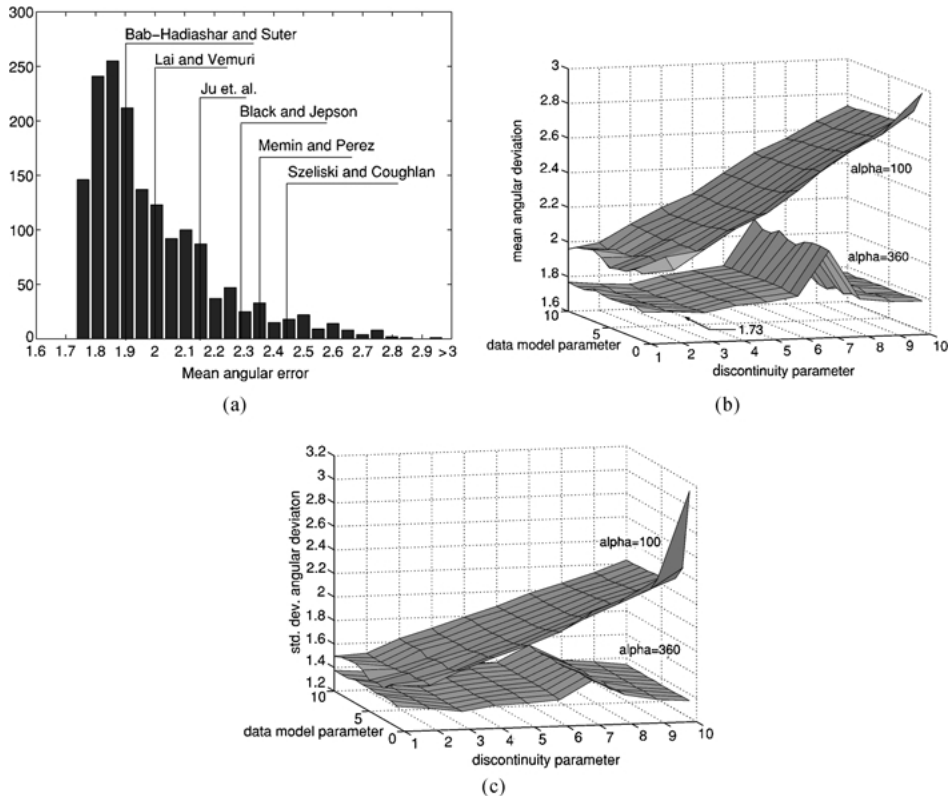 300
250
200
150
100
50
0
Bab-Hadiashar and Suter
Lai and Vemuri
Ju et. al.
Black and Jepson
Memin and Perez
Szeliski and Coughlan
1.6 1.7 1.8 1.9 2 2.1 2.2 2.3 2.4 2.5 2.6 2.7 2.8 2.9 >3
Mean angular error
(a)
3
2.8
2.6
2.4
2.2
2
1.8
1.6
mean angular deviation
alpha=100
alpha=360
1.73
10
5
0
data model parameter
1 2 3 4 5 6 7 8 9 10
discontinuity parameter
(b)
3.2
3
2.8
2.6
2.4
2.2
2
1.8
1.6
1.4
1.2
std. dev. angular deviaton
alpha=100
alpha=360
10
5
0
data model parameter
1 2 3 4 5 6 7 8 9 10
discontinuity parameter
(c)